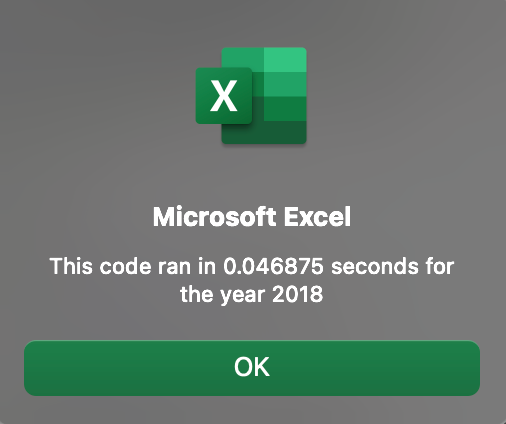 X
Microsoft Excel
This code ran in 0.046875 seconds for
the year 2018
OK